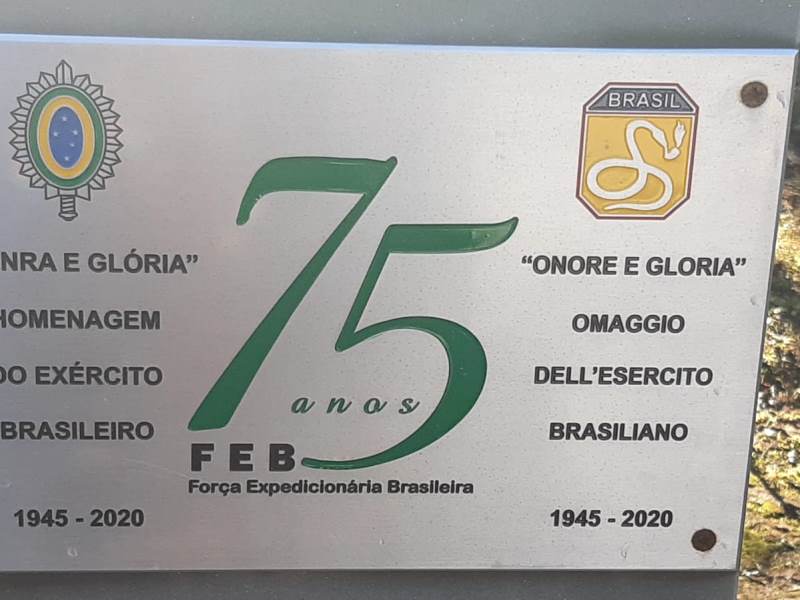 NRA E GLÓRIA”
HOMENAGEM
DO EXÉRCITO
BRASILEIRO
1945 - 2020
75
anos
FEB
Força Expedicionária Brasileira
BRASIL
“ONORE E GLORIA”
OMAGGIO
DELL’ESERCITO
BRASILIANO
1945 - 2020